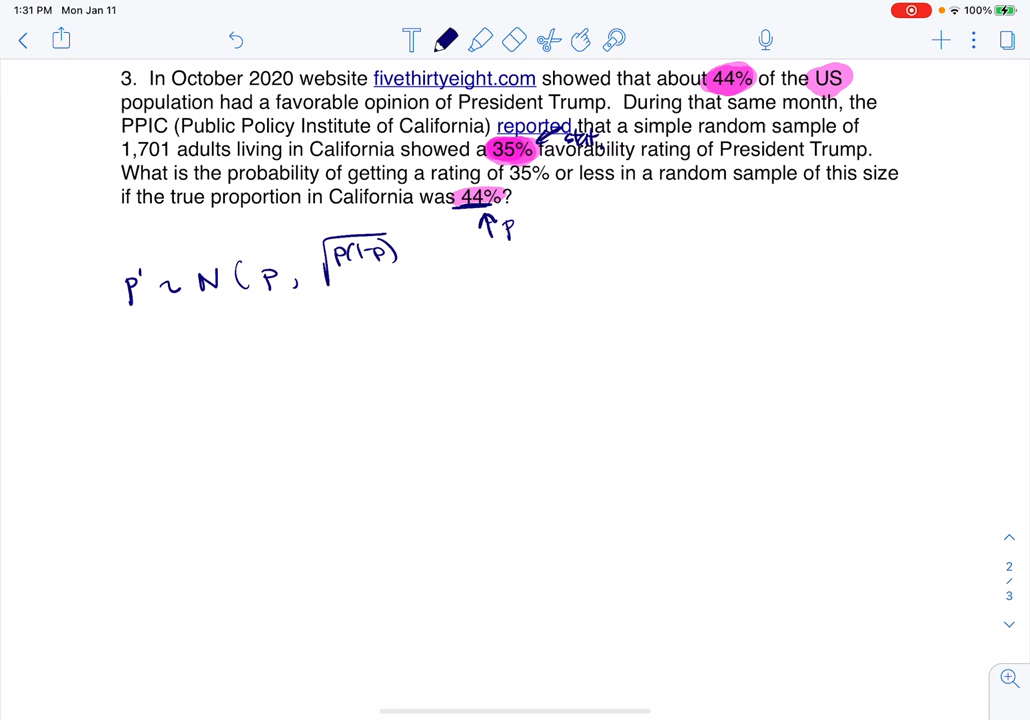 1:31 PM Mon Jan 11
100%
3. In October 2020 website fivethirtyeight.com showed that about 44% of the US
population had a favorable opinion of President Trump. During that same month, the
PPIC (Public Policy Institute of California) reported that a simple random sample of
stat.
1,701 adults living in California showed a 35% favorability rating of President Trump.
What is the probability of getting a rating of 35% or less in a random sample of this size
if the true proportion in California was 44%?
↑ p
p' ~ N ( p, √p(1-p)
2
/
3